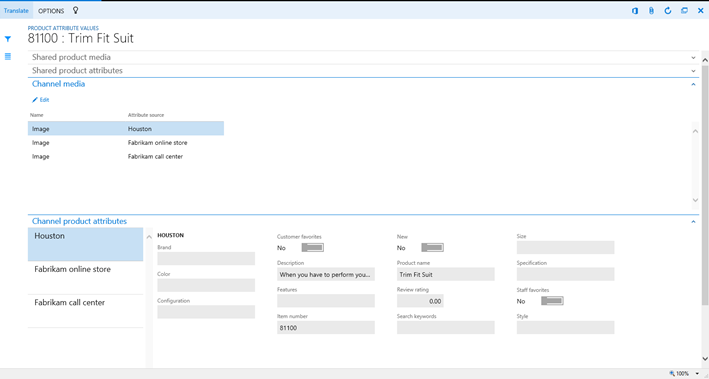 Translate OPTIONS
PRODUCT ATTRIBUTE VALUES
81100 : Trim Fit Suit
Shared product media
Shared product attributes
Channel media
Edit
Name Attribute source
Image Houston
Image Fabrikam online store
Image Fabrikam call center
Channel product attributes
Houston
Fabrikam online store
Fabrikam call center
HOUSTON
Brand
Color
Configuration
Customer favorites
No
Description
When you have to perform you...
Features
Item number
81100
New
No
Product name
Trim Fit Suit
Review rating
0.00
Search keywords
Size
Specification
Staff favorites
No
Style
100%